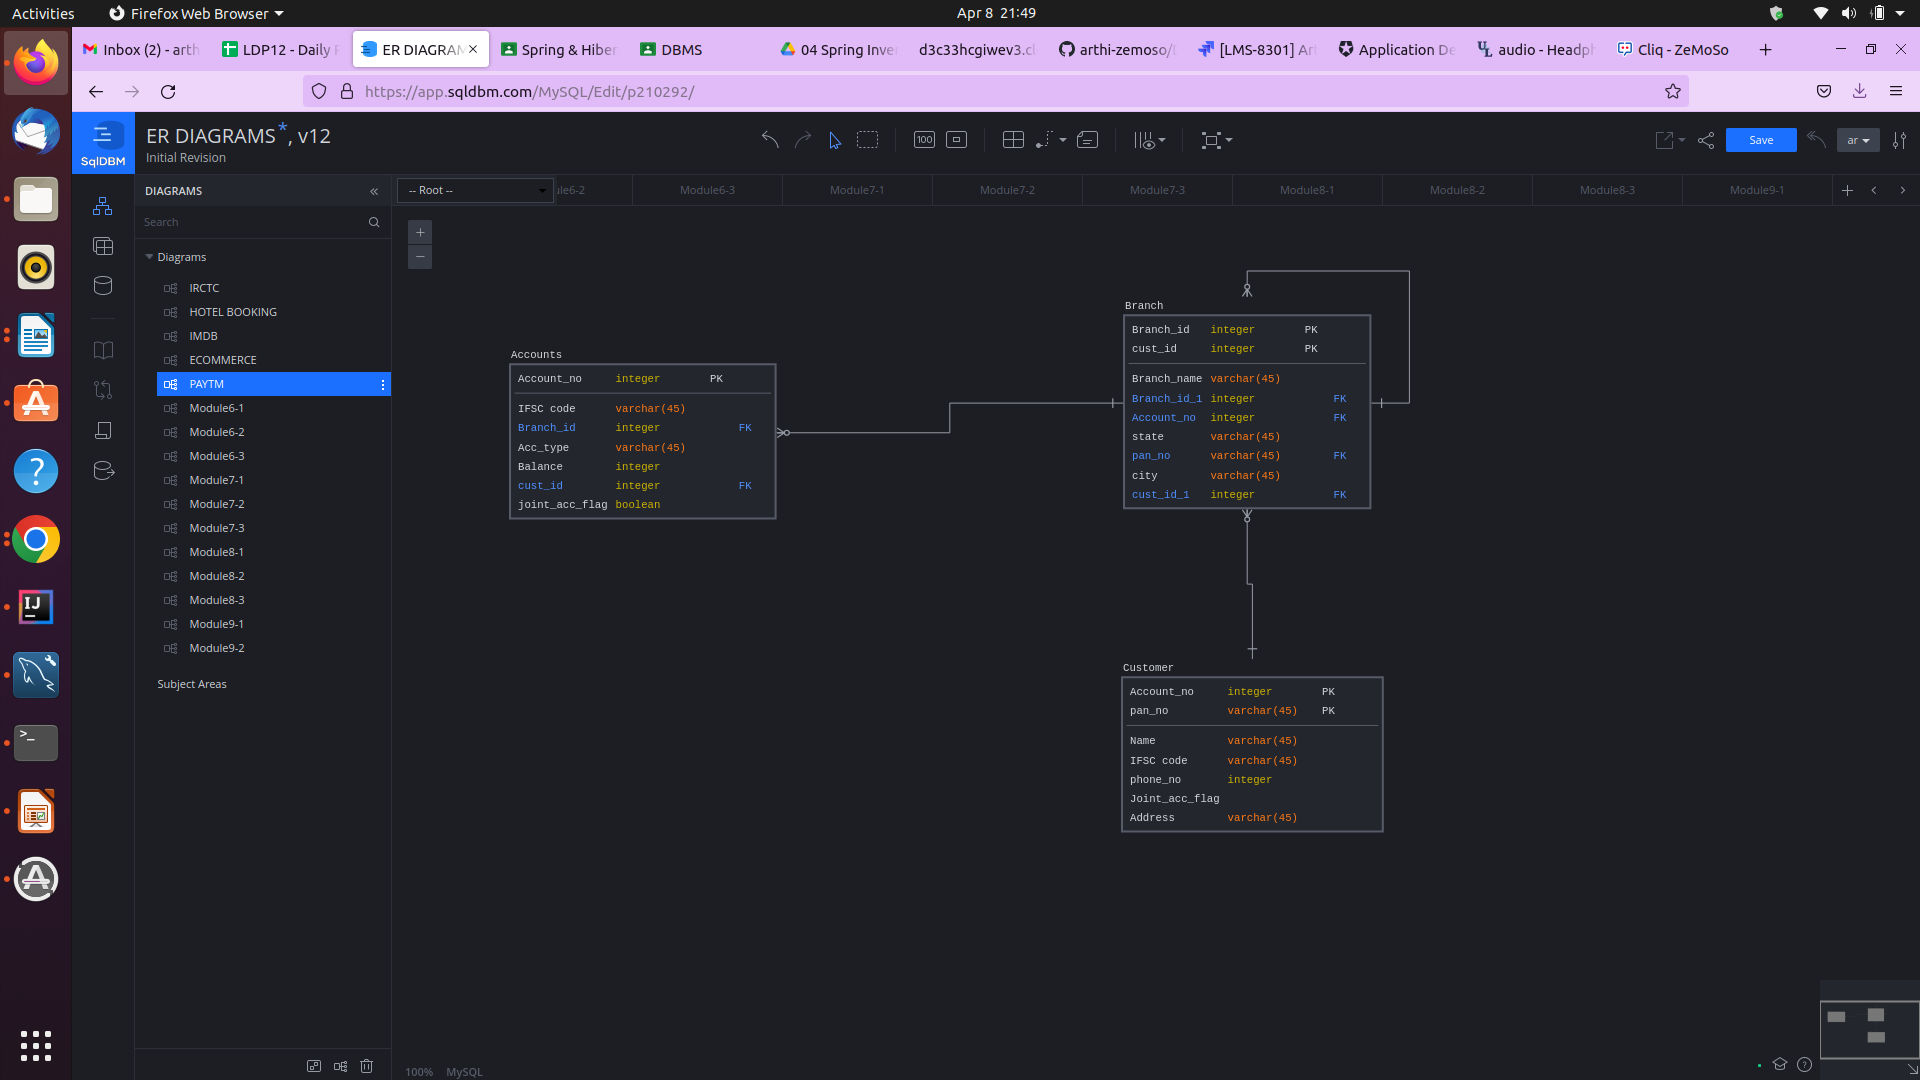 Activities
Firefox Web Browser
Apr 8 21:49
Inbox (2) - arth
LDP12 - Daily
ER DIAGRAM
Spring & Hiber
DBMS
04 Spring Inve
d3c33hcgiwev3.cl
arthi-zemoso/
[LMS-8301] Ar
Application De
audio - Headph
Cliq - ZeMoSo
https://app.sqldbm.com/MySQL/Edit/p210292/
SqlDBM
ER DIAGRAMS*, v12
Initial Revision
100
Save
ar
DIAGRAMS
-- Root --
le6-2
Module6-3
Module7-1
Module7-2
Module7-3
Module8-1
Module8-2
Module8-3
Module9-1
Search
Diagrams
IRCTC
HOTEL BOOKING
IMDB
ECOMMERCE
PAYTM
Module6-1
Module6-2
Module6-3
Module7-1
Module7-2
Module7-3
Module8-1
Module8-2
Module8-3
Module9-1
Module9-2
Subject Areas
Accounts
Account_no integer PK
IFSC code varchar(45)
Branch_id integer FK
Acc_type varchar(45)
Balance integer
cust_id integer FK
joint_acc_flag boolean
Branch
Branch_id integer PK
cust_id integer PK
Branch_name varchar(45)
Branch_id_1 integer FK
Account_no integer FK
state varchar(45)
pan_no varchar(45) FK
city varchar(45)
cust_id_1 integer FK
Customer
Account_no integer PK
pan_no varchar(45) PK
Name varchar(45)
IFSC code varchar(45)
phone_no integer
Joint_acc_flag
Address varchar(45)
100% MySQL